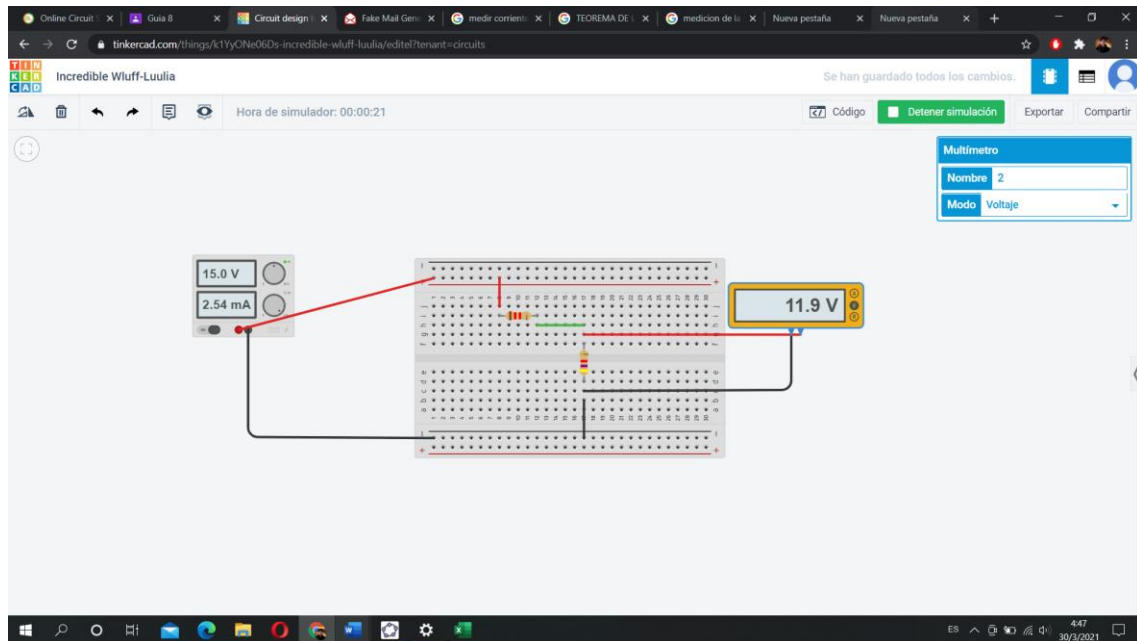 Online Circuit S
Guia 8
Circuit design I
Fake Mail Gene
medir corriente
TEOREMA DE L
medicion de la
Nueva pestaña
Nueva pestaña
tinkercad.com/things/k1YyONe06Ds-incredible-wluff-luulia/editel?tenant=circuits
TIN
KER
CAD
Incredible Wluff-Luulia
Se han guardado todos los cambios.
Hora de simulador: 00:00:21
Código
Detener simulación
Exportar
Compartir
Multímetro
Nombre 2
Modo Voltaje
15.0 V
2.54 mA
11.9 V
ES
4:47
30/3/2021